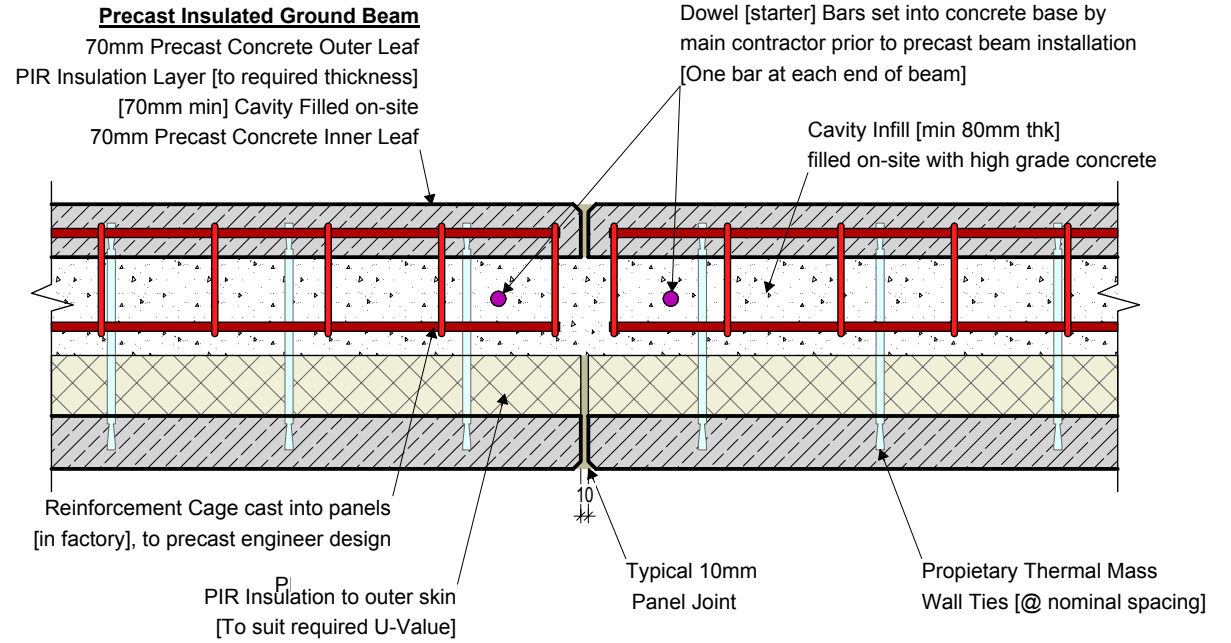 Precast Insulated Ground Beam
70mm Precast Concrete Outer Leaf
PIR Insulation Layer [to required thickness]
[70mm min] Cavity Filled on-site
70mm Precast Concrete Inner Leaf
Dowel [starter] Bars set into concrete base by
main contractor prior to precast beam installation
[One bar at each end of beam]
Cavity Infill [min 80mm thk]
filled on-site with high grade concrete
10
Reinforcement Cage cast into panels
[in factory], to precast engineer design
P
PIR Insulation to outer skin
[To suit required U-Value]
Typical 10mm
Panel Joint
Propietary Thermal Mass
Wall Ties [@ nominal spacing]